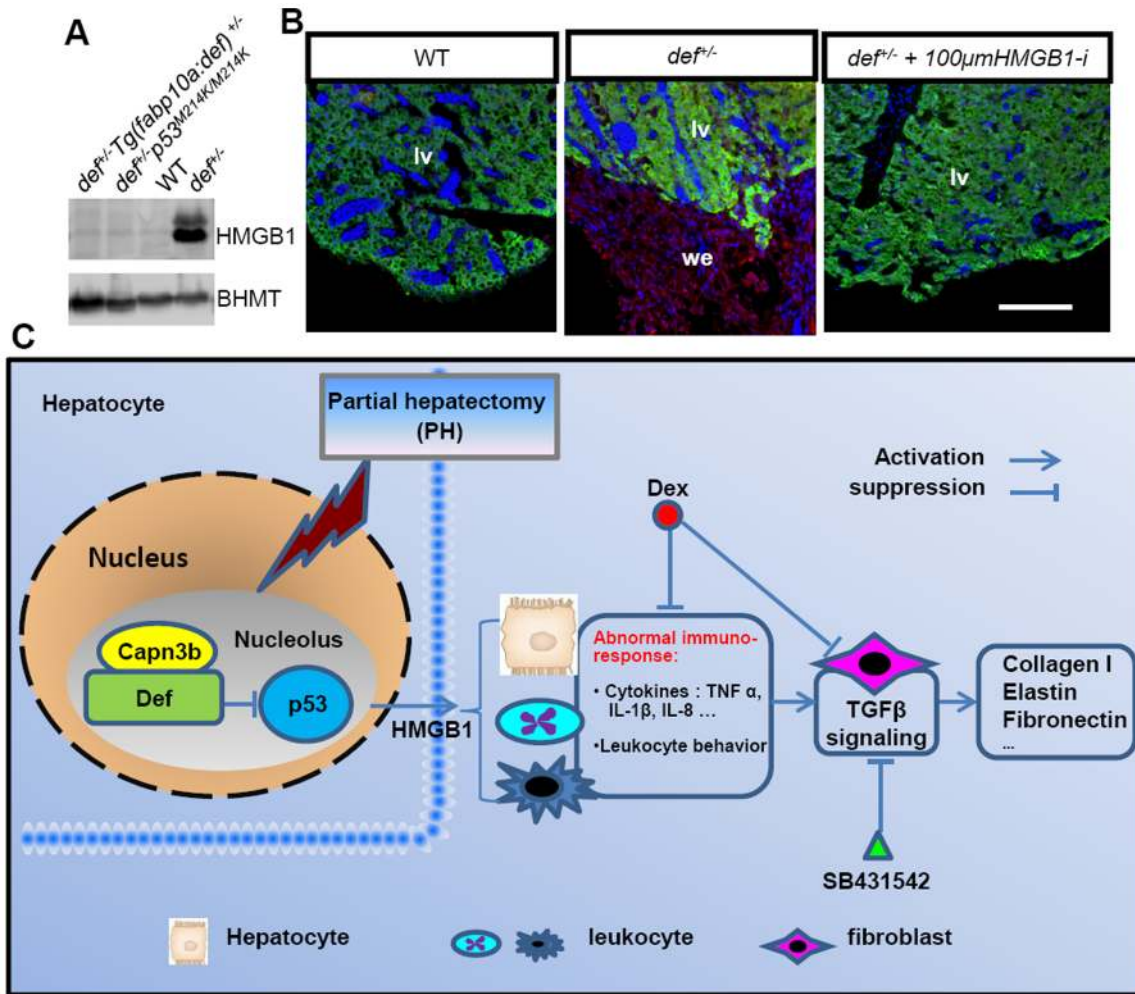 A
def+/-Tg(fabp10a:def)+/-
def+/-p53M214K/M214K
WT
def+/-
HMGB1
BHMT
B
WT
def+/-
def+/- + 100µmHMGB1-i
lv
lv
we
lv
C
Hepatocyte
Partial hepatectomy
(PH)
Activation
suppression
Dex
Nucleus
Nucleolus
Capn3b
Def
p53
HMGB1
Abnormal immuno-
response:
• Cytokines : TNF α,
IL-1β, IL-8 ...
•Leukocyte behavior
TGFβ
signaling
Collagen I
Elastin
Fibronectin
...
SB431542
Hepatocyte
leukocyte
fibroblast